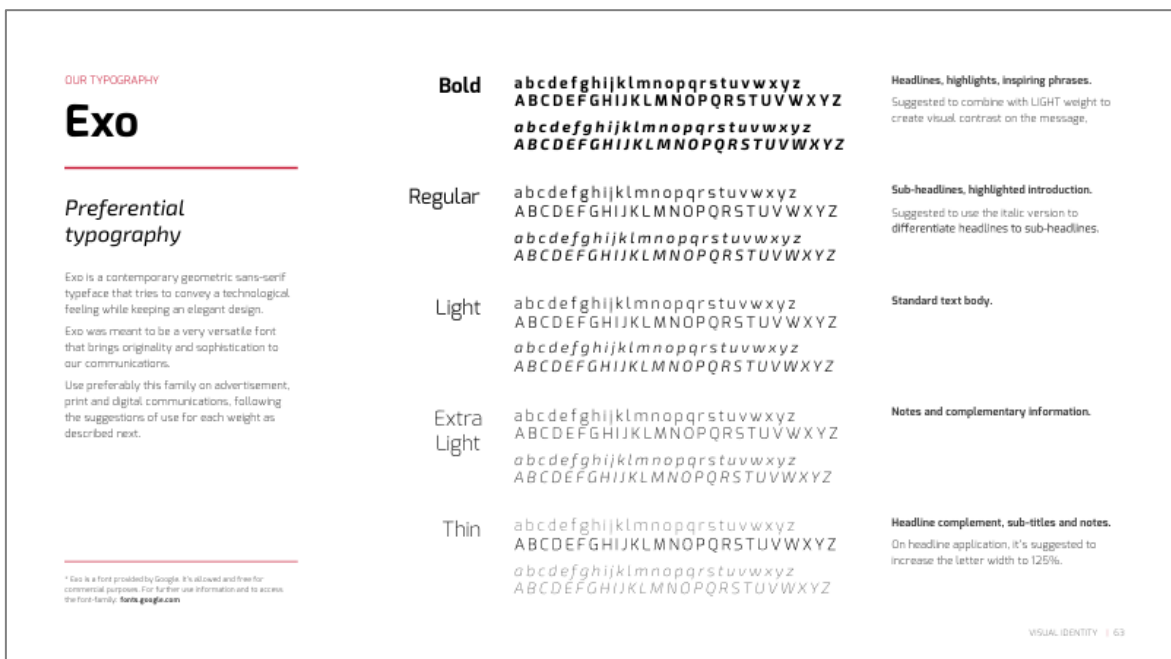 OUR TYPOGRAPHY
Exo
Preferential
typography
Exo is a contemporary geometric sans-serif
typeface that tries to convey a technological
feeling while keeping an elegant design.
Exo was meant to be a very versatile font
that brings originality and sophistication to
our communications.
Use preferably this family on advertisement,
print and digital communications, following
the suggestions of use for each weight as
described next.
* Exo is a font provided by Google. It's allowed and free for
commercial purposes. For further use information and to access
the font-family: fonts.google.com
Bold
abcdefghijklmnopqrstuvwxyz
ABCDEFGHIJKLMNOPQRSTUVWXYZ
abcdefghijklmnopqrstuvwxyz
ABCDEFGHIJKLMNOPQRSTUVWXYZ
Headlines, highlights, inspiring phrases.
Suggested to combine with LIGHT weight to
create visual contrast on the message,
Regular
abcdefghijklmnopqrstuvwxyz
ABCDEFGHIJKLMNOPQRSTUVWXYZ
abcdefghijklmnopqrstuvwxyz
ABCDEFGHIJKLMNOPQRSTUVWXYZ
Sub-headlines, highlighted introduction.
Suggested to use the italic version to
differentiate headlines to sub-headlines.
Light
abcdefghijklmnopqrstuvwxyz
ABCDEFGHIJKLMNOPQRSTUVWXYZ
abcdefghijklmnopqrstuvwxyz
ABCDEFGHIJKLMNOPQRSTUVWXYZ
Standard text body.
Extra
Light
abcdefghijklmnopqrstuvwxyz
ABCDEFGHIJKLMNOPQRSTUVWXYZ
abcdefghijklmnopqrstuvwxyz
ABCDEFGHIJKLMNOPQRSTUVWXYZ
Notes and complementary information.
Thin
abcdefghijklmnopqrstuvwxyz
ABCDEFGHIJKLMNOPQRSTUVWXYZ
abcdefghijklmnopqrstuvwxyz
ABCDEFGHIJKLMNOPQRSTUVWXYZ
Headline complement, sub-titles and notes.
On headline application, it's suggested to
increase the letter width to 125%.
VISUAL IDENTITY | 63